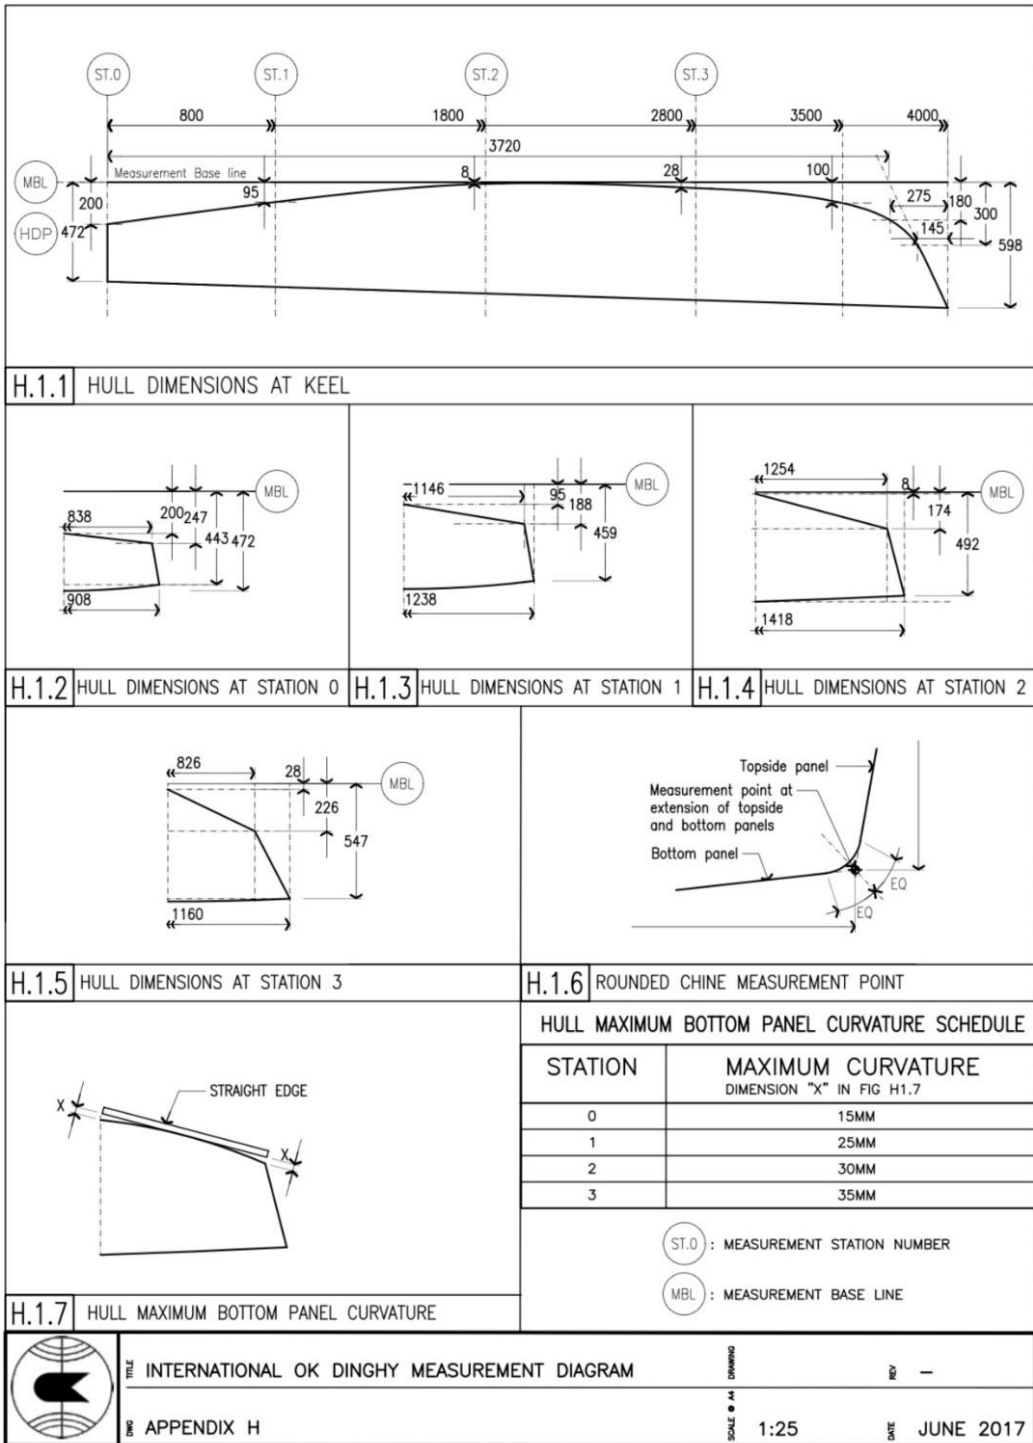 ST.0 ST.1 ST.2 ST.3
800 1800 2800 3500 4000
3720
MBL Measurement Base line 8 28 100
200 95 275 180
300
HDP 472 145 598
H.1.1 HULL DIMENSIONS AT KEEL
MBL
838 200 247
443 472
908
H.1.2 HULL DIMENSIONS AT STATION 0
1146 95 MBL
188
459
1238
H.1.3 HULL DIMENSIONS AT STATION 1
1254 8 MBL
174
492
1418
H.1.4 HULL DIMENSIONS AT STATION 2
826 28 MBL
226
547
1160
H.1.5 HULL DIMENSIONS AT STATION 3
Topside panel
Measurement point at
extension of topside
and bottom panels
Bottom panel
EQ
EQ
H.1.6 ROUNDED CHINE MEASUREMENT POINT
X STRAIGHT EDGE
X
H.1.7 HULL MAXIMUM BOTTOM PANEL CURVATURE
HULL MAXIMUM BOTTOM PANEL CURVATURE SCHEDULE
STATION MAXIMUM CURVATURE
DIMENSION "X" IN FIG H1.7
0 15MM
1 25MM
2 30MM
3 35MM
ST.0 : MEASUREMENT STATION NUMBER
MBL : MEASUREMENT BASE LINE
TITLE INTERNATIONAL OK DINGHY MEASUREMENT DIAGRAM DRAWING REV –
DWG APPENDIX H SCALE @ A4 1:25 DATE JUNE 2017